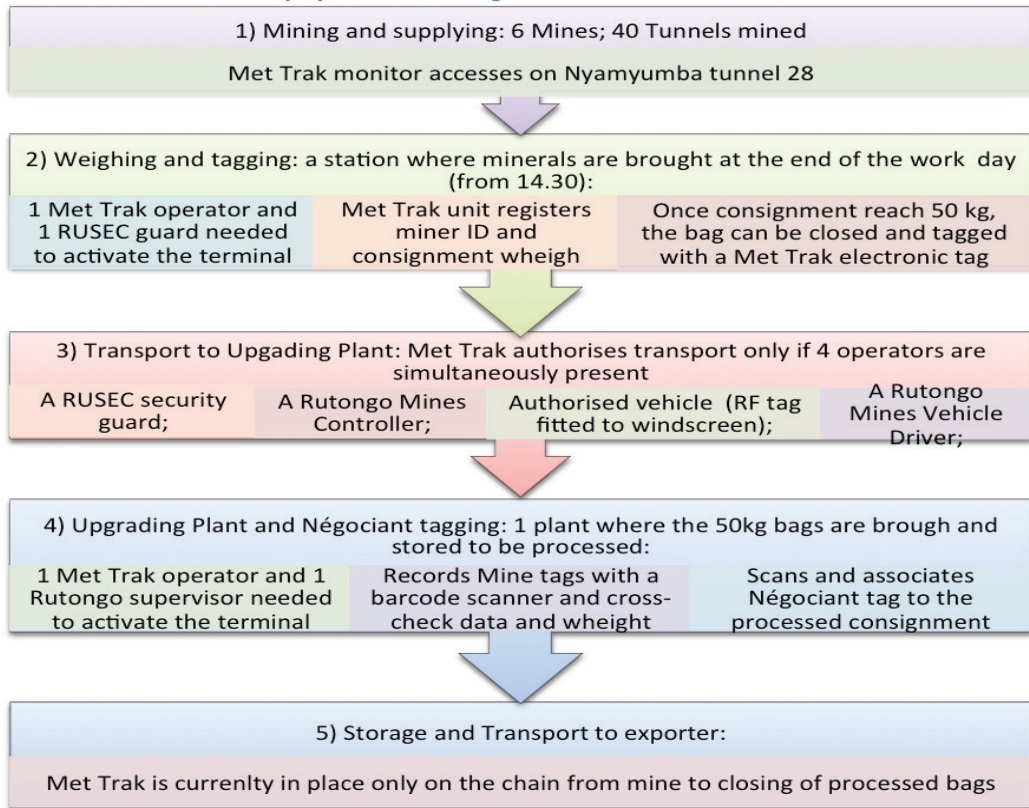 1) Mining and supplying: 6 Mines; 40 Tunnels mined
Met Trak monitor accesses on Nyamyumba tunnel 28
2) Weighing and tagging: a station where minerals are brought at the end of the work day
(from 14.30):
1 Met Trak operator and
1 RUSEC guard needed
to activate the terminal
Met Trak unit registers
miner ID and
consignment wheigh
Once consignment reach 50 kg,
the bag can be closed and tagged
with a Met Trak electronic tag
3) Transport to Upgading Plant: Met Trak authorises transport only if 4 operators are
simultaneously present
A RUSEC security
guard;
A Rutongo Mines
Controller;
Authorised vehicle (RF tag
fitted to windscreen);
A Rutongo
Mines Vehicle
Driver;
4) Upgrading Plant and Négociant tagging: 1 plant where the 50kg bags are brough and
stored to be processed:
1 Met Trak operator and 1
Rutongo supervisor needed
to activate the terminal
Records Mine tags with a
barcode scanner and cross-
check data and wheight
Scans and associates
Négociant tag to the
processed consignment
5) Storage and Transport to exporter:
Met Trak is currenlty in place only on the chain from mine to closing of processed bags